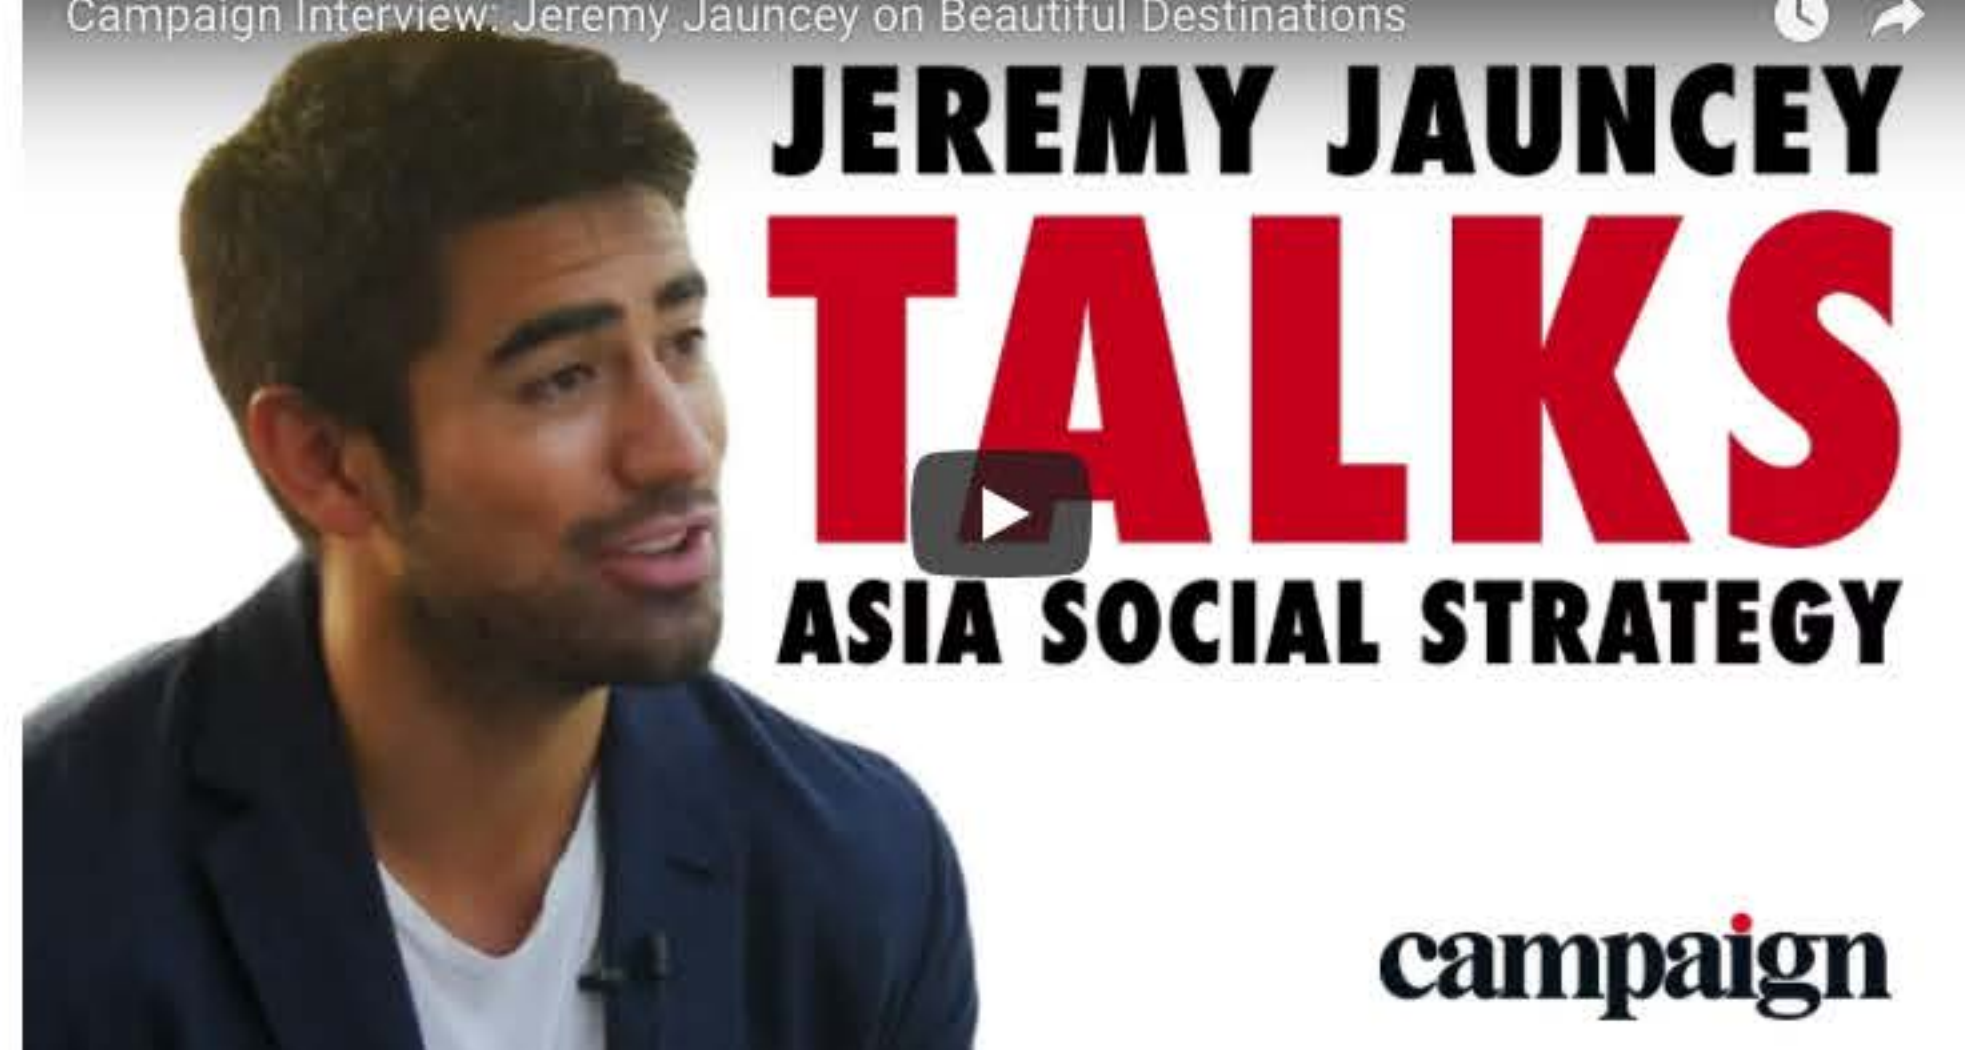 Campaign Interview: Jeremy Jauncey on Beautiful Destinations
JEREMY JAUNCEY
TALKS
ASIA SOCIAL STRATEGY
campaign